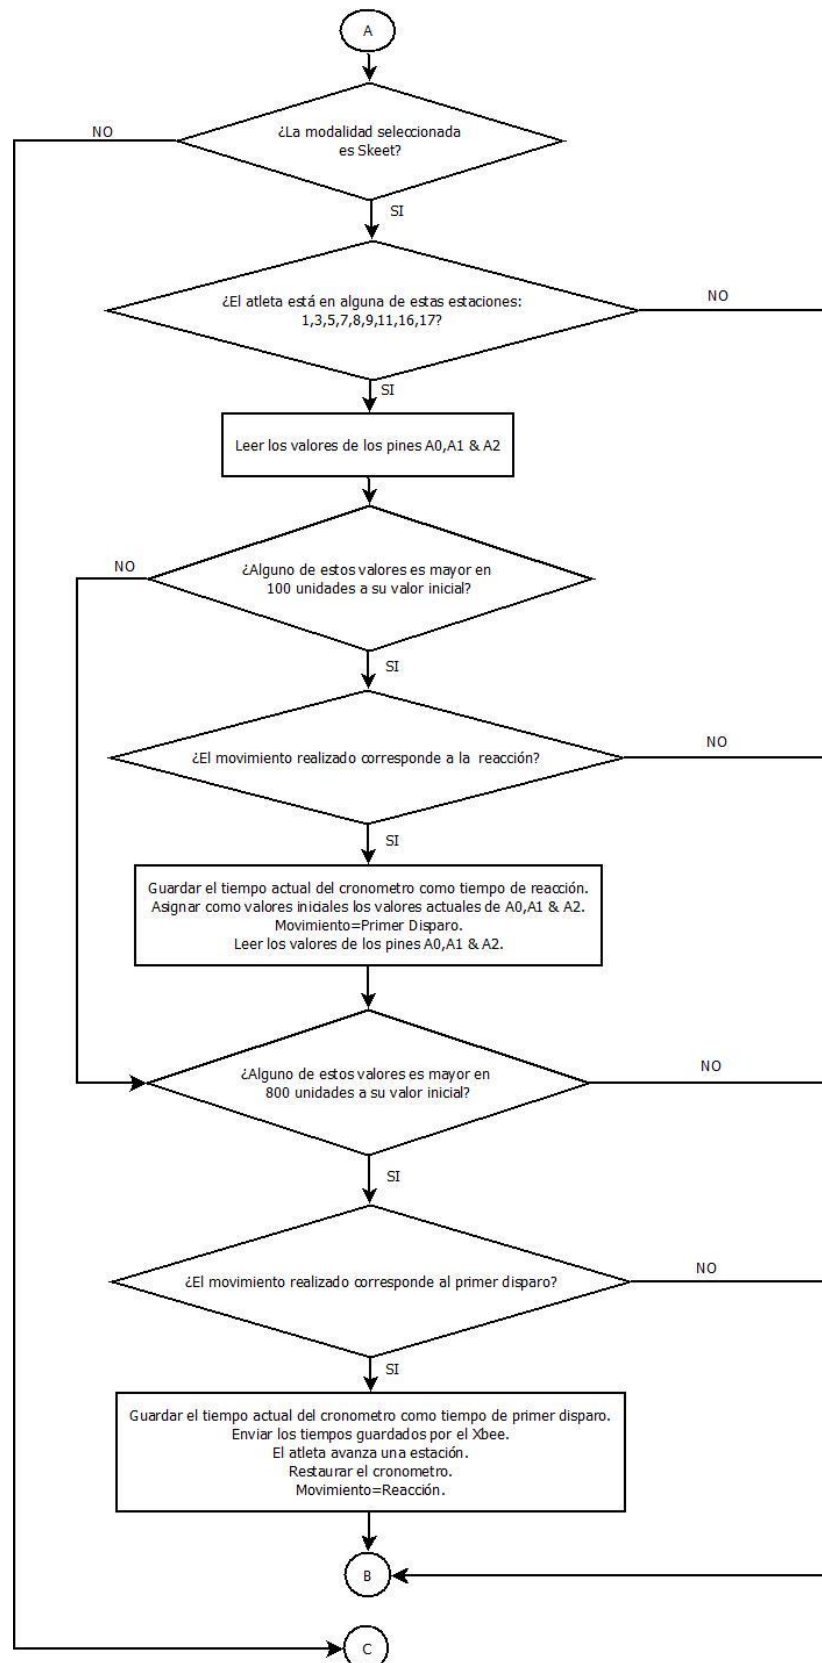 A
¿La modalidad seleccionada
es Skeet?
NO
SI
¿El atleta está en alguna de estas estaciones:
1,3,5,7,8,9,11,16,17?
NO
SI
Leer los valores de los pines A0,A1 & A2
¿Alguno de estos valores es mayor en
100 unidades a su valor inicial?
NO
SI
¿El movimiento realizado corresponde a la reacción?
NO
SI
Guardar el tiempo actual del cronometro como tiempo de reacción.
Asignar como valores iniciales los valores actuales de A0,A1 & A2.
Movimiento=Primer Disparo.
Leer los valores de los pines A0,A1 & A2.
¿Alguno de estos valores es mayor en
800 unidades a su valor inicial?
NO
SI
¿El movimiento realizado corresponde al primer disparo?
NO
SI
Guardar el tiempo actual del cronometro como tiempo de primer disparo.
Enviar los tiempos guardados por el Xbee.
El atleta avanza una estación.
Restaurar el cronometro.
Movimiento=Reacción.
B
C